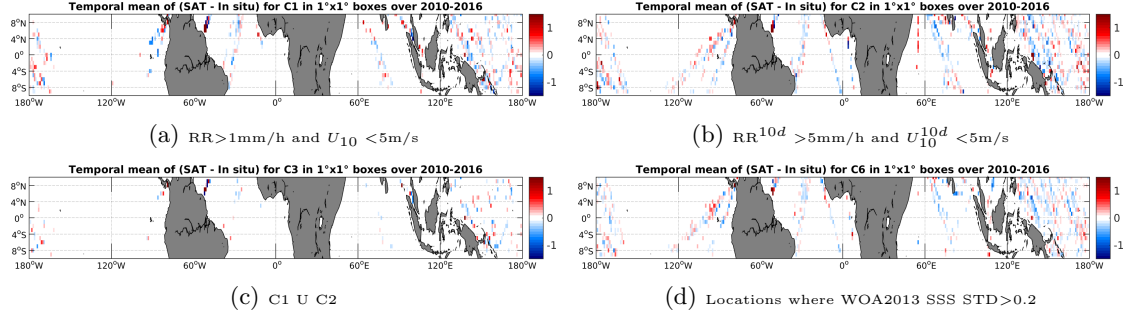 Temporal mean of (SAT - In situ) for C1 in 1°x1° boxes over 2010-2016
8°N
4°N
0°
4°S
8°S
180°W 120°W 60°W 0° 60°E 120°E 180°E
1
0
-1
(a) RR>1mm/h and U10 <5m/s
Temporal mean of (SAT - In situ) for C2 in 1°x1° boxes over 2010-2016
8°N
4°N
0°
4°S
8°S
180°W 120°W 60°W 0° 60°E 120°E 180°W
1
0
-1
(b) RR10d >5mm/h and U10d10 <5m/s
Temporal mean of (SAT - In situ) for C3 in 1°x1° boxes over 2010-2016
8°N
4°N
0°
4°S
8°S
180°W 120°W 60°W 0° 60°E 120°E 180°W
1
0
-1
(c) C1 U C2
Temporal mean of (SAT - In situ) for C6 in 1°x1° boxes over 2010-2016
8°N
4°N
0°
4°S
8°S
180°W 120°W 60°W 0° 60°E 120°E 180°W
1
0
-1
(d) Locations where WOA2013 SSS STD>0.2